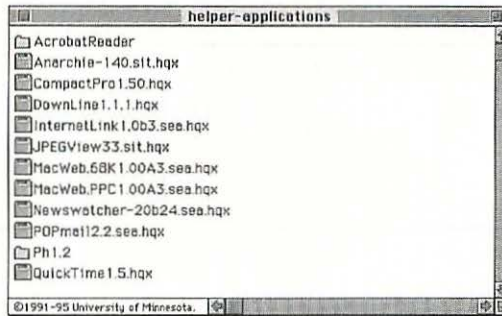 helper-applications
AcrobatReader
Anarchie-140.sit.hqx
CompactPro1.50.hqx
DownLine1.1.1.hqx
InternetLink1.0b3.sea.hqx
JPEGView33.sit.hqx
MacWeb.68K1.00A3.sea.hqx
MacWeb.PPC1.00A3.sea.hqx
Newswatcher-20b24.sea.hqx
POPmail2.2.sea.hqx
Ph1.2
QuickTime1.5.hqx
©1991-95 University of Minnesota.